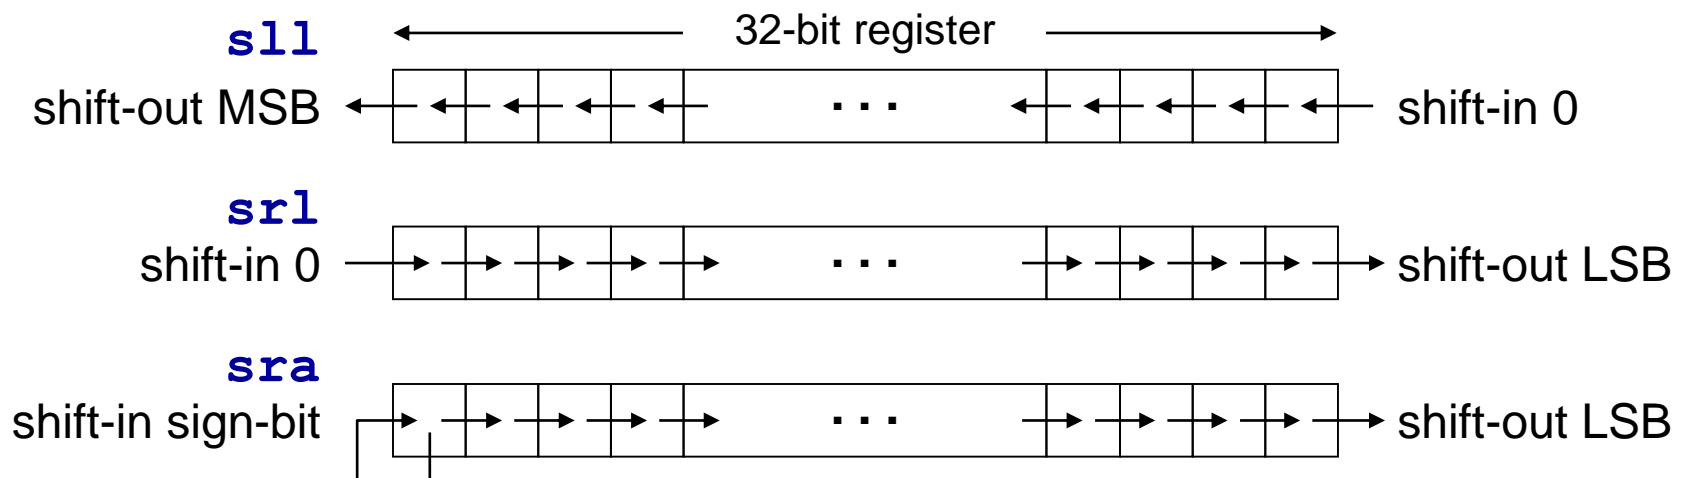 sll
32-bit register
shift-out MSB ... shift-in 0
srl
shift-in 0 ... shift-out LSB
sra
shift-in sign-bit ... shift-out LSB